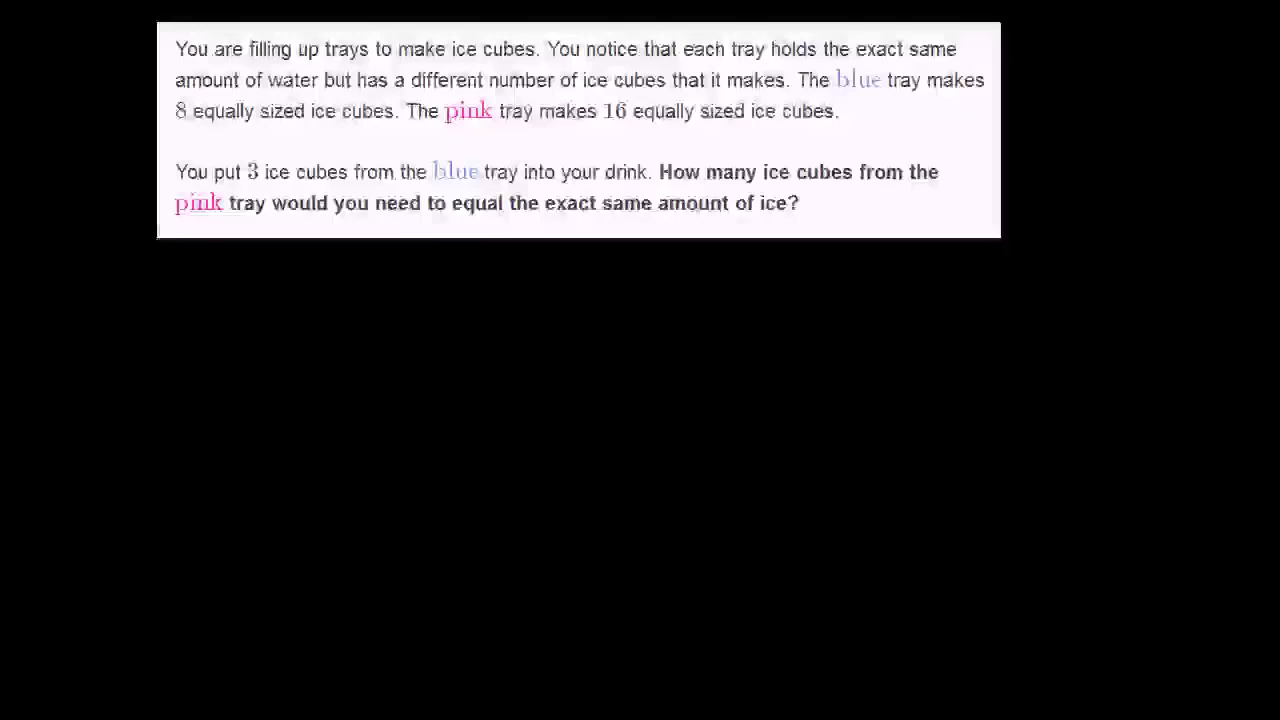 You are filling up trays to make ice cubes. You notice that each tray holds the exact same
amount of water but has a different number of ice cubes that it makes. The blue tray makes
8 equally sized ice cubes. The pink tray makes 16 equally sized ice cubes.
You put 3 ice cubes from the blue tray into your drink. How many ice cubes from the
pink tray would you need to equal the exact same amount of ice?